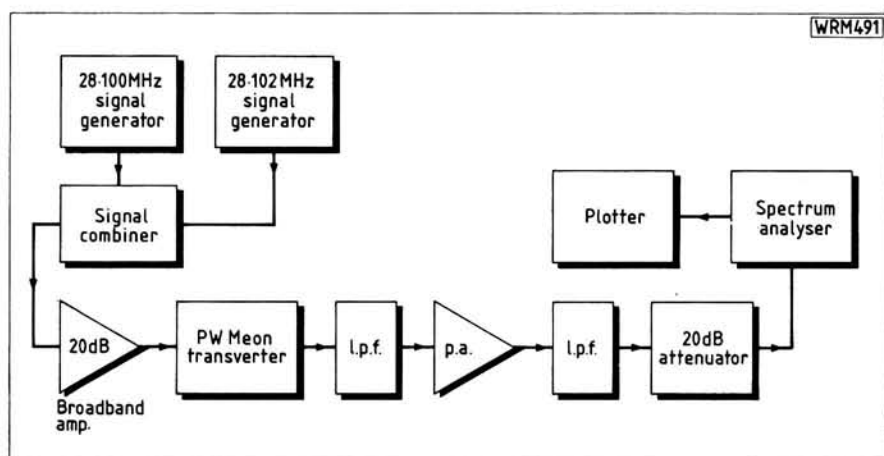 WRM491
28·100MHz
signal
generator
28·102MHz
signal
generator
Signal
combiner
Plotter
Spectrum
analyser
20dB
Broadband
amp.
PW Meon
transverter
l.p.f.
p.a.
l.p.f.
20dB
attenuator